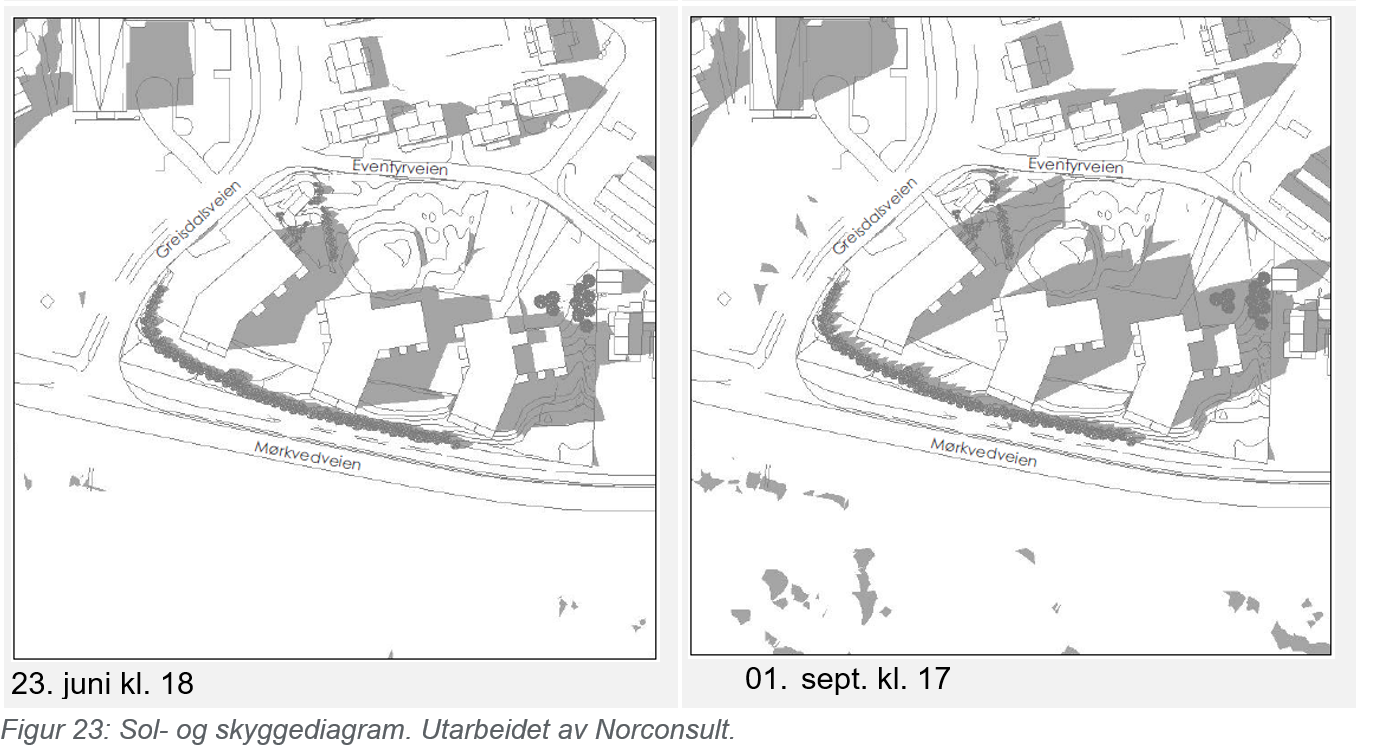 Eventyrveien
Greisdalsveien
Mørkvedveien
Eventyrveien
Greisdalsveien
Mørkvedveien
23. juni kl. 18
01. sept. kl. 17
Figur 23: Sol- og skyggediagram. Utarbeidet av Norconsult.